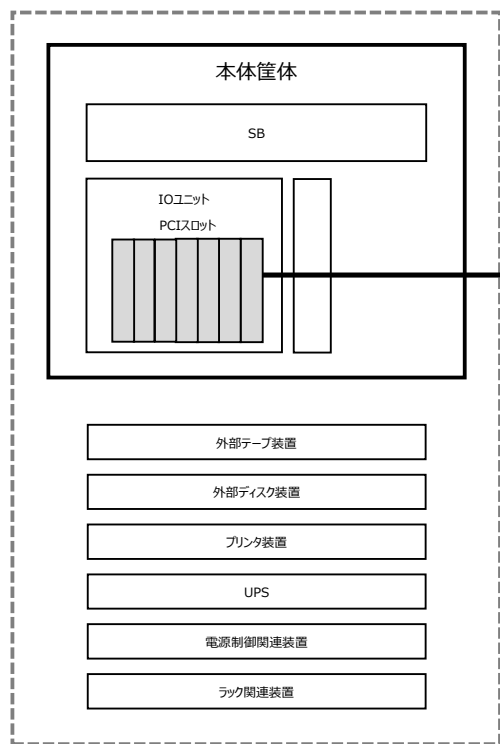 本体筐体
SB
IOユニット
PCIスロット
外部テープ装置
外部ディスク装置
プリンタ装置
UPS
電源制御関連装置
ラック関連装置